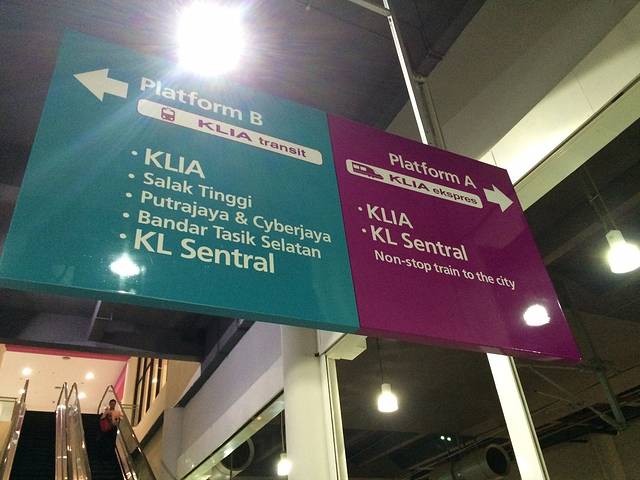 Platform B
KLIA transit
• KLIA
• Salak Tinggi
• Putrajaya & Cyberjaya
• Bandar Tasik Selatan
• KL Sentral
Platform A
KLIA ekspres
• KLIA
• KL Sentral
Non-stop train to the city